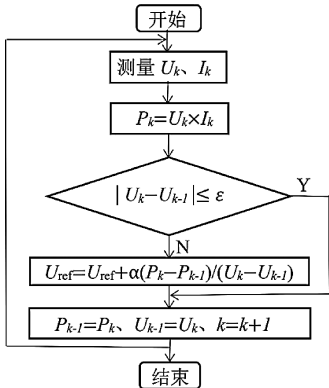 开始
测量 Uk、Ik
Pk=Uk×Ik
|Uk−Uk-1|≤ ε
Y
N
Uref=Uref+α(Pk−Pk-1)/(Uk−Uk-1)
Pk-1=Pk、Uk-1=Uk、k=k+1
结束